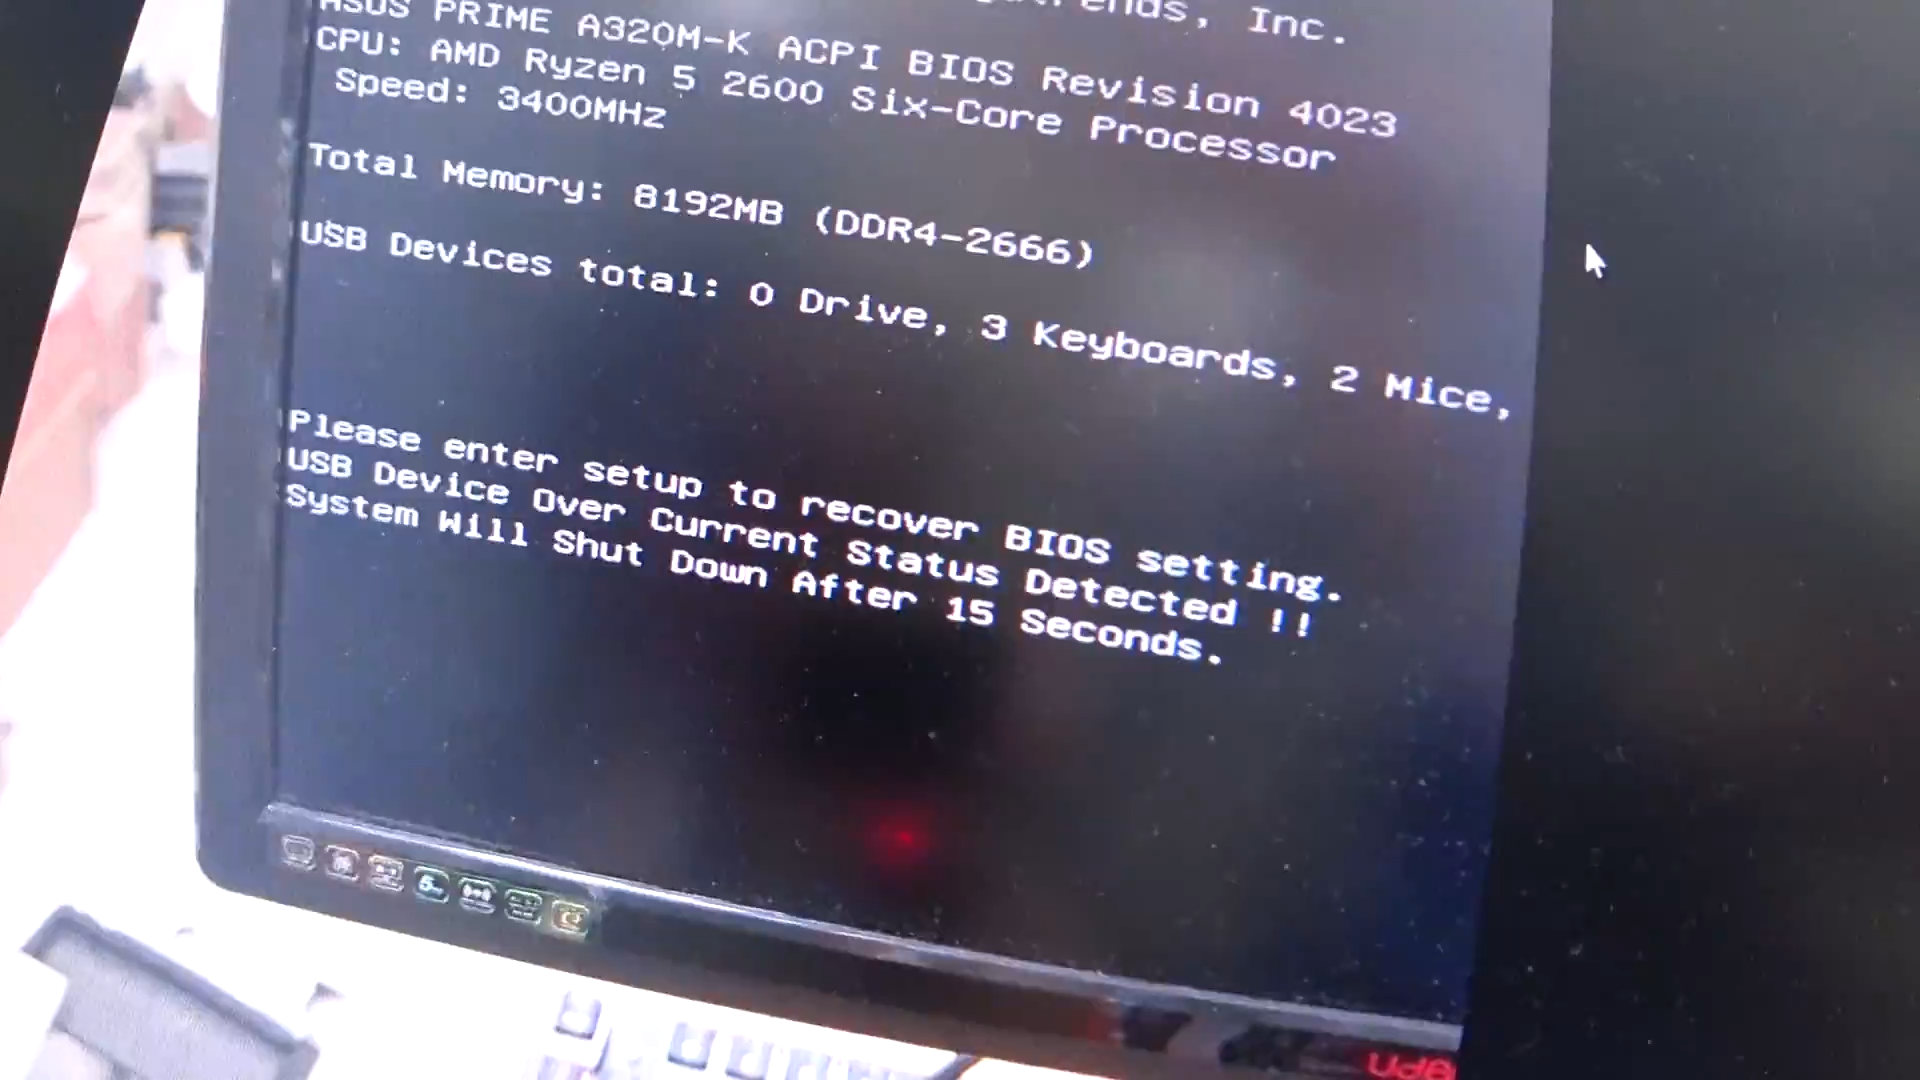 Inc.
ASUS PRIME A320M-K ACPI BIOS Revision 4023
CPU: AMD Ryzen 5 2600 Six-Core Processor
Speed: 3400MHz
Total Memory: 8192MB (DDR4-2666)
USB Devices total: 0 Drive, 3 Keyboards, 2 Mice,
Please enter setup to recover BIOS setting.
USB Device Over Current Status Detected !!
System Will Shut Down After 15 Seconds.